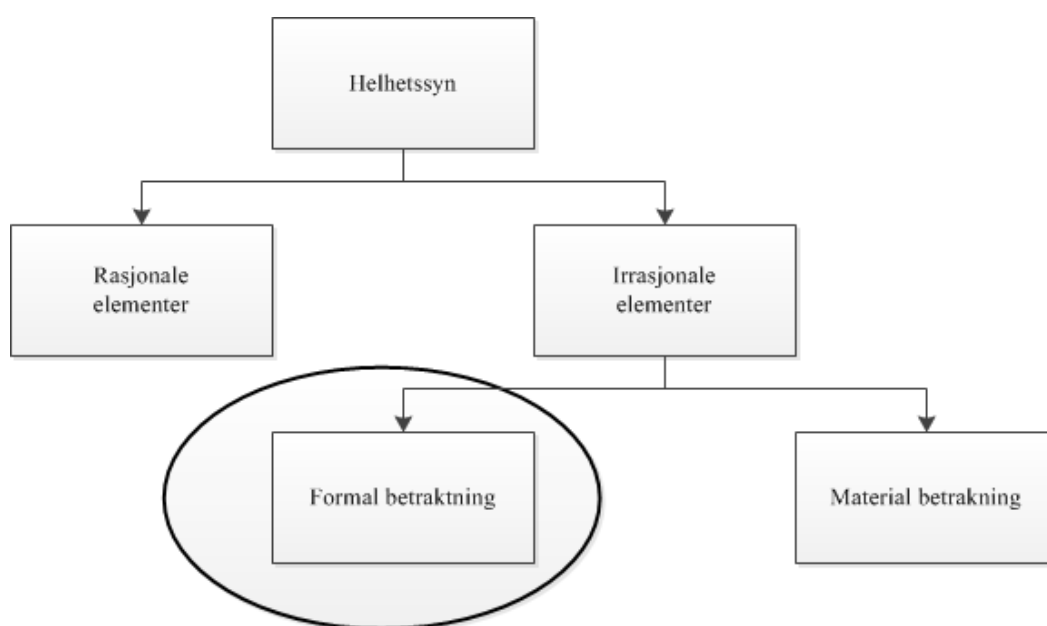 Helhetssyn
Rasjonale
elementer
Irrasjonale
elementer
Formal betraktning
Material betrakning